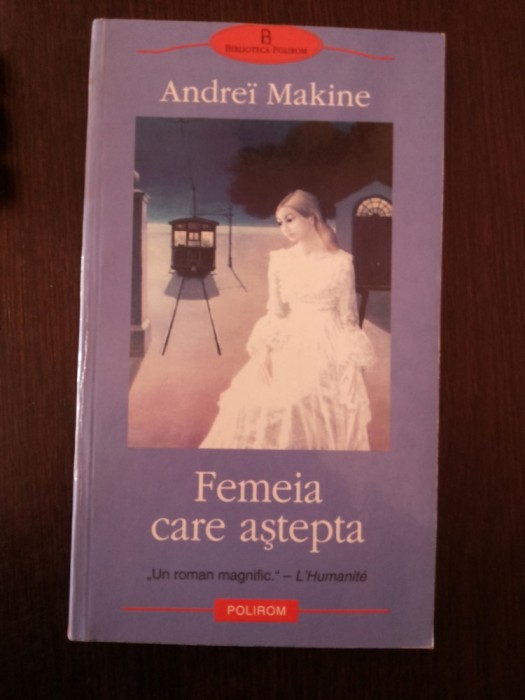 BIBLIOTECA POLIROM
Andreï Makine
Femeia
care aştepta
„Un roman magnific.“ – L'Humanité
POLIROM